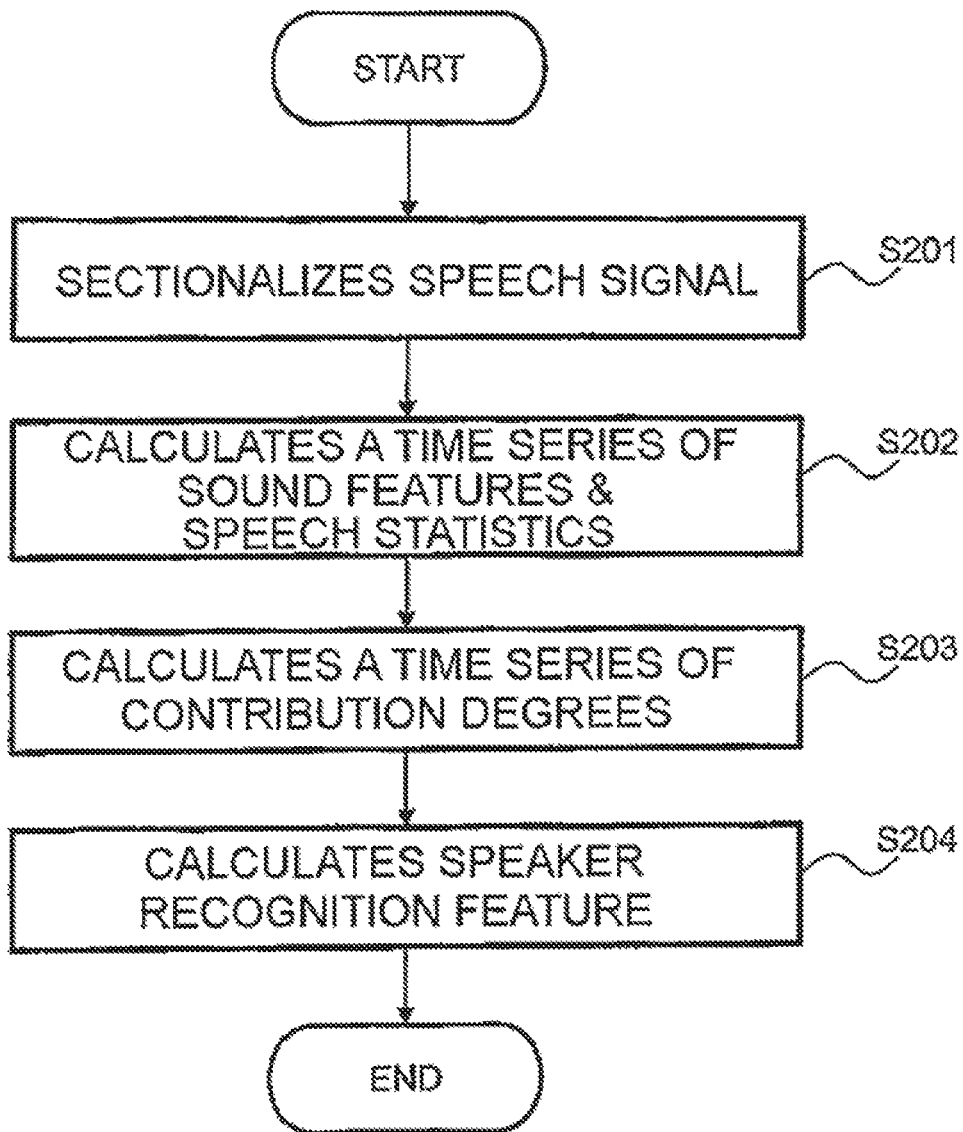 START
SECTIONALIZES SPEECH SIGNAL
S201
CALCULATES A TIME SERIES OF
SOUND FEATURES &
SPEECH STATISTICS
S202
CALCULATES A TIME SERIES OF
CONTRIBUTION DEGREES
S203
CALCULATES SPEAKER
RECOGNITION FEATURE
S204
END